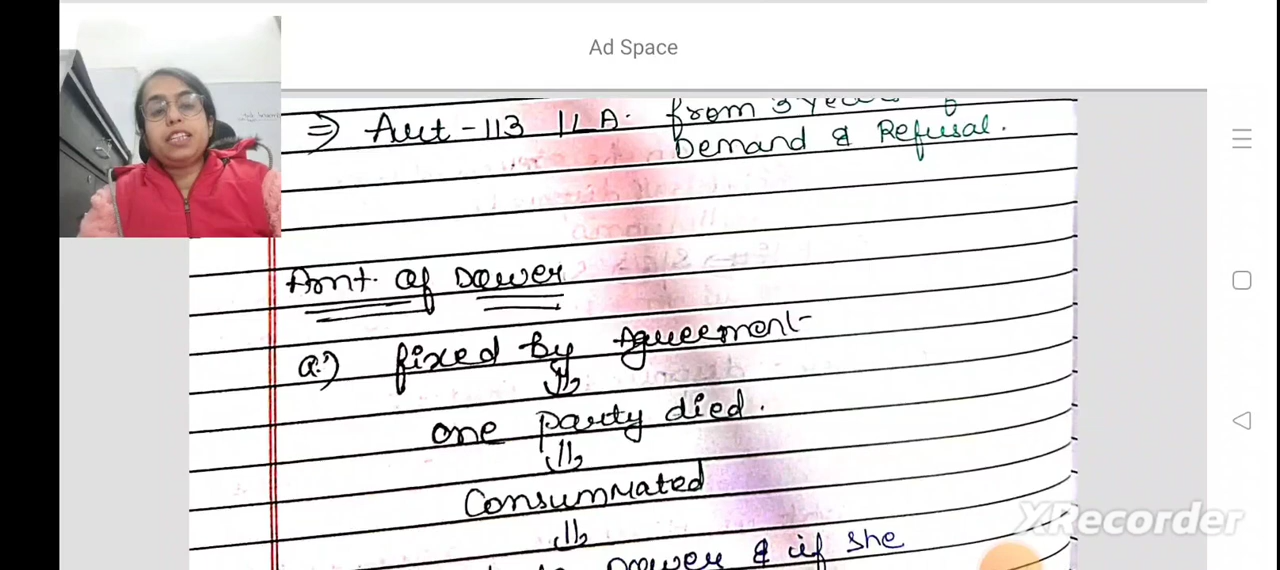 Ad Space
from 3 years
⇒ Art-113 ILA. Demand & Refusal.
Amt. of Dower
a.) fixed by Agreement
one party died.
Consummated
Dower & if she
XRecorder